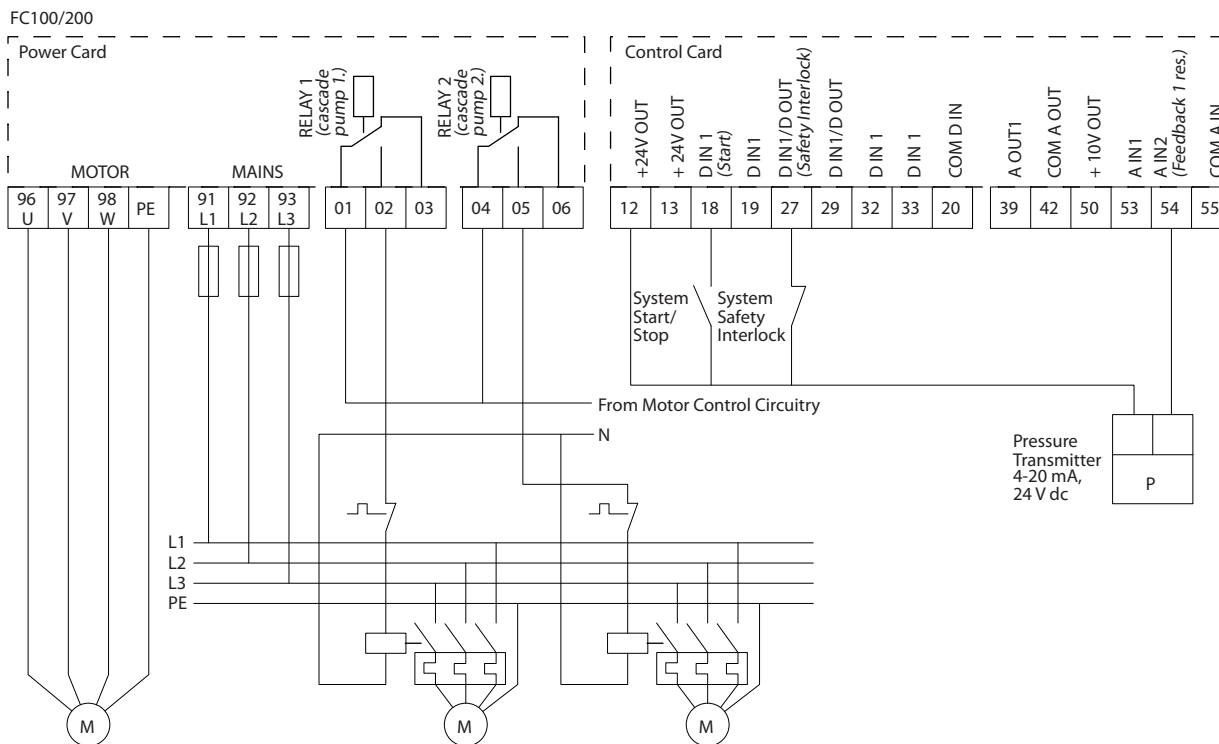 FC100/200
Power Card
Control Card
RELAY 1
(cascade
pump 1.)
RELAY 2
(cascade
pump 2.)
+24V OUT
+ 24V OUT
D IN 1
(Start)
D IN1
D IN1/D OUT
(Safety Interlock)
D IN1/D OUT
D IN 1
D IN 1
COM D IN
A OUT1
COM A OUT
+ 10V OUT
A IN1
A IN2
(Feedback 1 res.)
COM A IN
MOTOR
MAINS
96
U
97
V
98
W
PE
91
L1
92
L2
93
L3
01
02
03
04
05
06
12
13
18
19
27
29
32
33
20
39
42
50
53
54
55
System
Start/
Stop
System
Safety
Interlock
From Motor Control Circuitry
N
Pressure
Transmitter
4-20 mA,
24 V dc
P
L1
L2
L3
PE
M
M
M